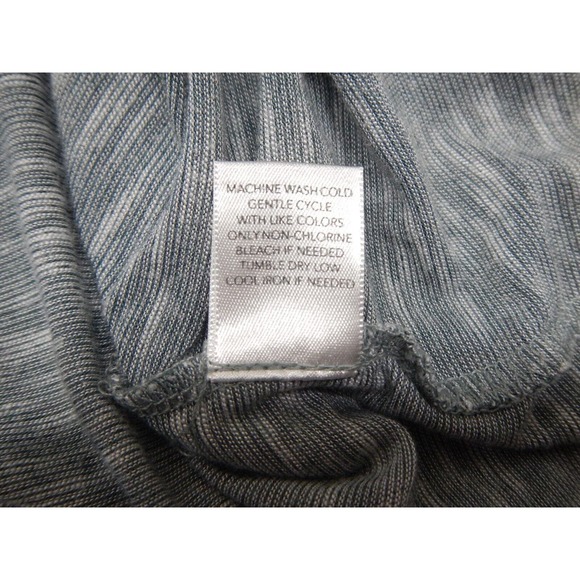 MACHINE WASH COLD
GENTLE CYCLE
WITH LIKE COLORS
ONLY NON-CHLORINE
BLEACH IF NEEDED
TUMBLE DRY LOW
COOL IRON IF NEEDED